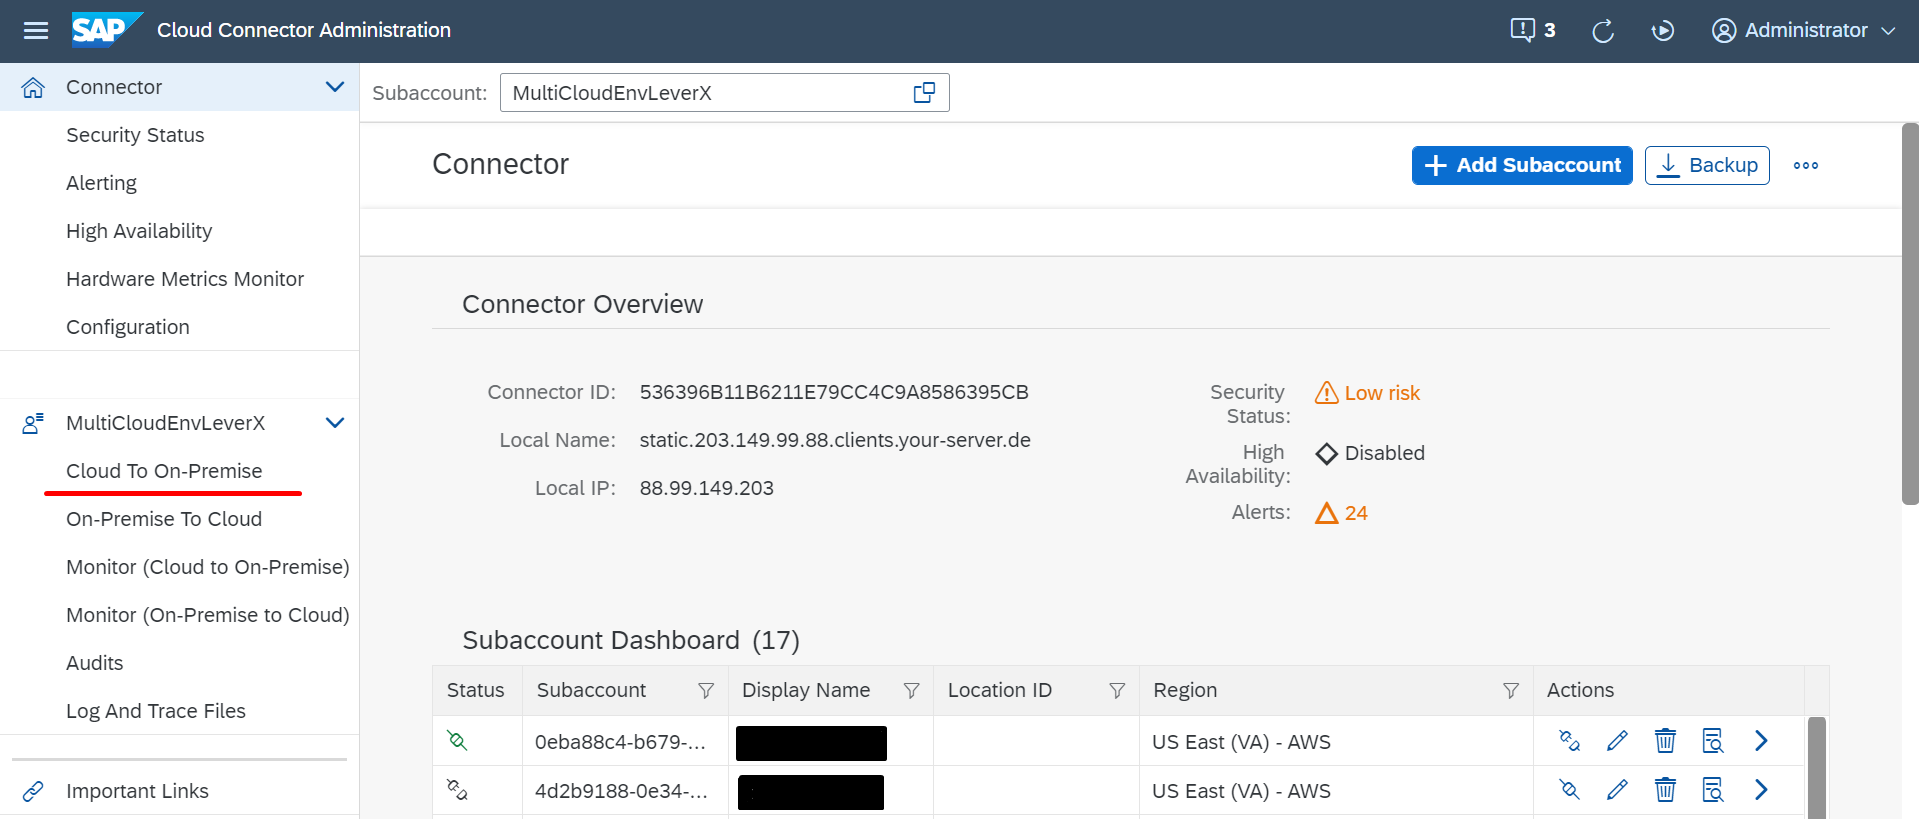 SAP Cloud Connector Administration 3 Administrator
Connector
Security Status
Alerting
High Availability
Hardware Metrics Monitor
Configuration
MultiCloudEnvLeverX
Cloud To On-Premise
On-Premise To Cloud
Monitor (Cloud to On-Premise)
Monitor (On-Premise to Cloud)
Audits
Log And Trace Files
Important Links
Subaccount: MultiCloudEnvLeverX
Connector
Add Subaccount Backup
Connector Overview
Connector ID: 536396B11B6211E79CC4C9A8586395CB
Local Name: static.203.149.99.88.clients.your-server.de
Local IP: 88.99.149.203
Security
Status: Low risk
High
Availability: Disabled
Alerts: 24
Subaccount Dashboard (17)
Status Subaccount Display Name Location ID Region Actions
0eba88c4-b679-... US East (VA) - AWS
4d2b9188-0e34-... US East (VA) - AWS